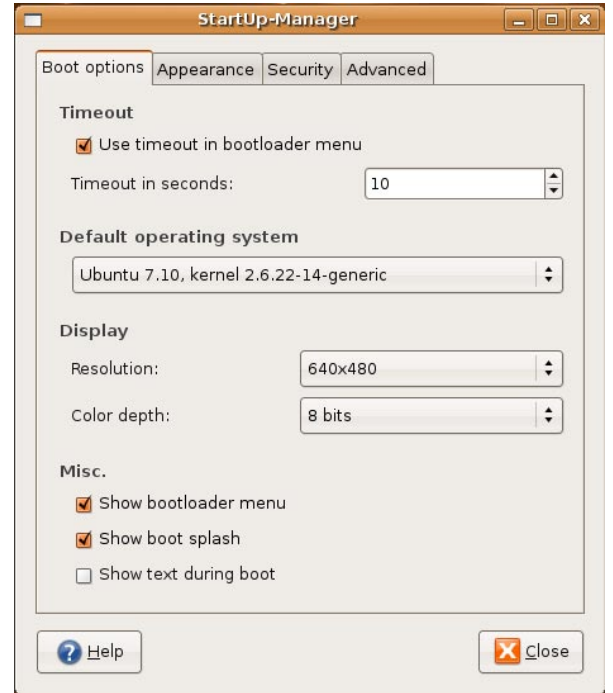 StartUp-Manager
Boot options Appearance Security Advanced
Timeout
Use timeout in bootloader menu
Timeout in seconds: 10
Default operating system
Ubuntu 7.10, kernel 2.6.22-14-generic
Display
Resolution: 640x480
Color depth: 8 bits
Misc.
Show bootloader menu
Show boot splash
Show text during boot
Help Close